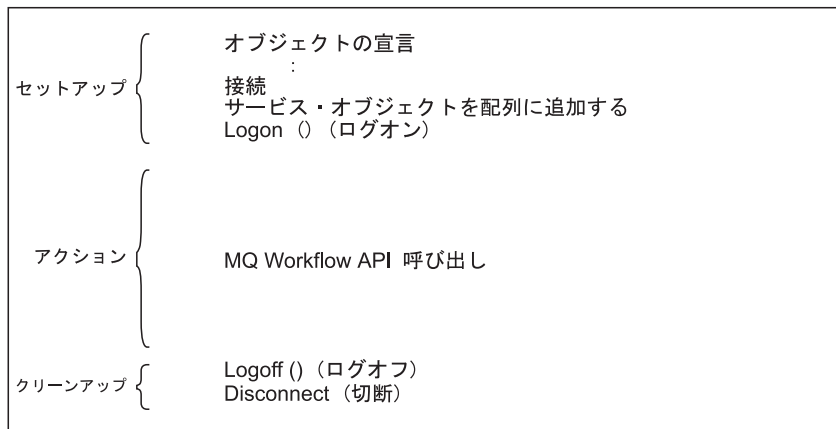 オブジェクトの宣言
:
セットアップ
接続
サービス・オブジェクトを配列に追加する
Logon () (ログオン)
アクション
MQ Workflow API 呼び出し
クリーンアップ
Logoff () (ログオフ)
Disconnect (切断)